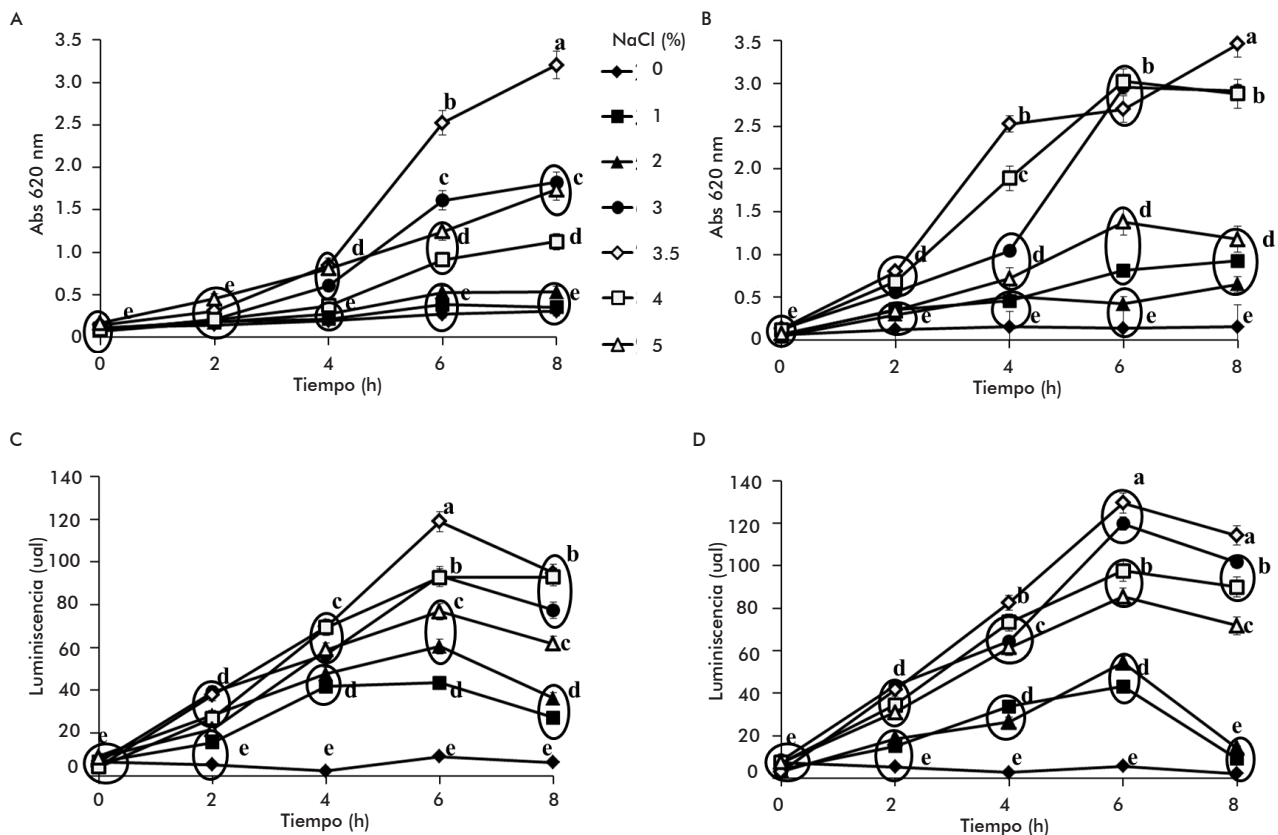 A
Abs 620 nm
3.5
3.0
2.5
2.0
1.5
1.0
0.5
0
0 2 4 6 8
Tiempo (h)
e e d e b c d c a c d e
NaCl (%)
0
1
2
3
3.5
4
5
B
Abs 620 nm
3.5
3.0
2.5
2.0
1.5
1.0
0.5
0
0 2 4 6 8
Tiempo (h)
e d e b c d e b d e a b d e
C
Luminiscencia (ual)
140
120
100
80
60
40
20
0
0 2 4 6 8
Tiempo (h)
e d e c d e a b c d e b c d e
D
Luminiscencia (ual)
140
120
100
80
60
40
20
0
0 2 4 6 8
Tiempo (h)
e d e b c d e a b d e a b c e